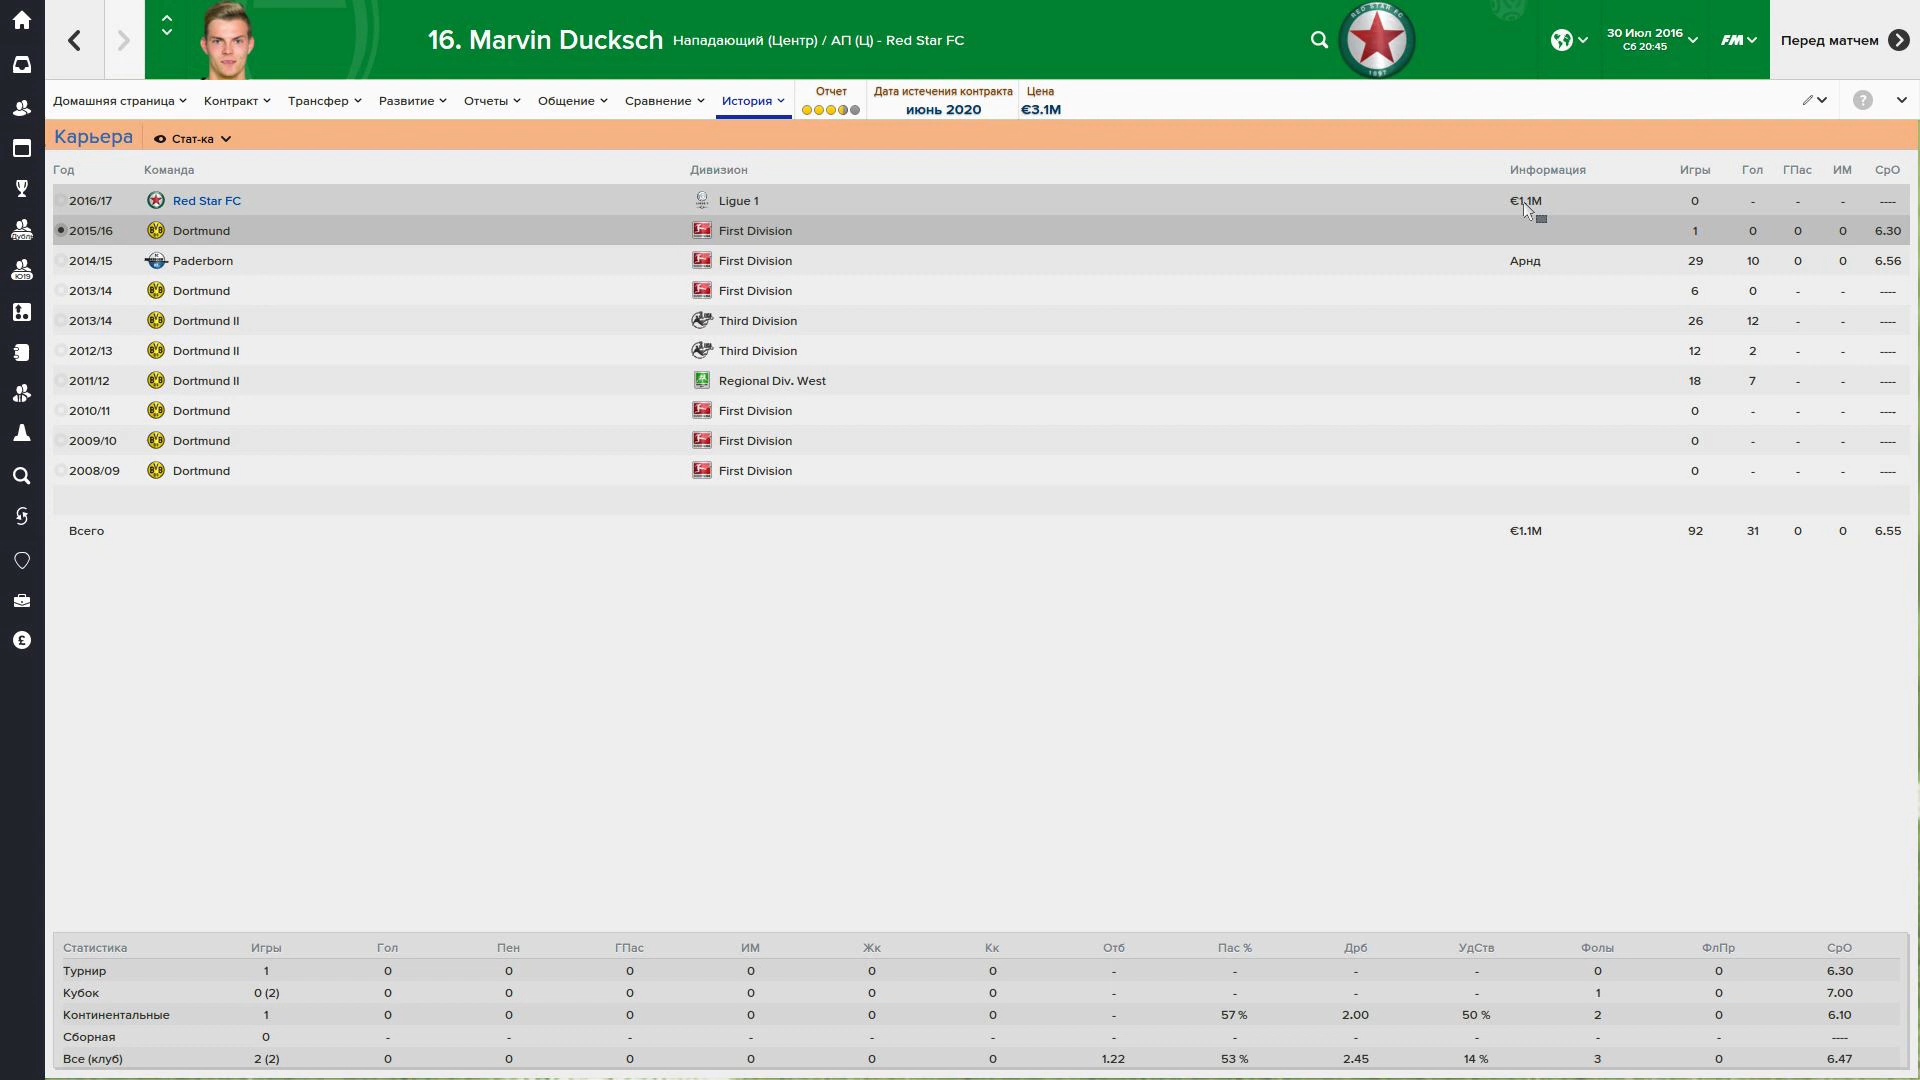 16. Marvin Ducksch Нападающий (Центр) / АП (Ц) - Red Star FC
RED STAR FC
1897
30 Июл 2016
Сб 20:45
FM
Перед матчем
Домашняя страница Контракт Трансфер Развитие Отчеты Общение Сравнение История
Отчет
Дата истечения контракта
июнь 2020
Цена
€3.1M
?
Карьера Стат-ка
Год Команда Дивизион Информация Игры Гол ГПас ИМ СрО
2016/17 Red Star FC Ligue 1 €1.1M 0 - - - ----
2015/16 Dortmund First Division 1 0 0 0 6.30
2014/15 Paderborn First Division Арнд 29 10 0 0 6.56
2013/14 Dortmund First Division 6 0 - - ----
2013/14 Dortmund II Third Division 26 12 - - ----
2012/13 Dortmund II Third Division 12 2 - - ----
2011/12 Dortmund II Regional Div. West 18 7 - - ----
2010/11 Dortmund First Division 0 - - - ----
2009/10 Dortmund First Division 0 - - - ----
2008/09 Dortmund First Division 0 - - - ----
Всего €1.1M 92 31 0 0 6.55
Статистика Игры Гол Пен ГПас ИМ Жк Кк Отб Пас % Дрб УдСтв Фолы ФлПр СрО
Турнир 1 0 0 0 0 0 0 - - - - 0 0 6.30
Кубок 0 (2) 0 0 0 0 0 0 - - - - 1 0 7.00
Континентальные 1 0 0 0 0 0 0 - 57 % 2.00 50 % 2 0 6.10
Сборная 0 - - - - - - - - - - - - ----
Все (клуб) 2 (2) 0 0 0 0 0 0 1.22 53 % 2.45 14 % 3 0 6.47